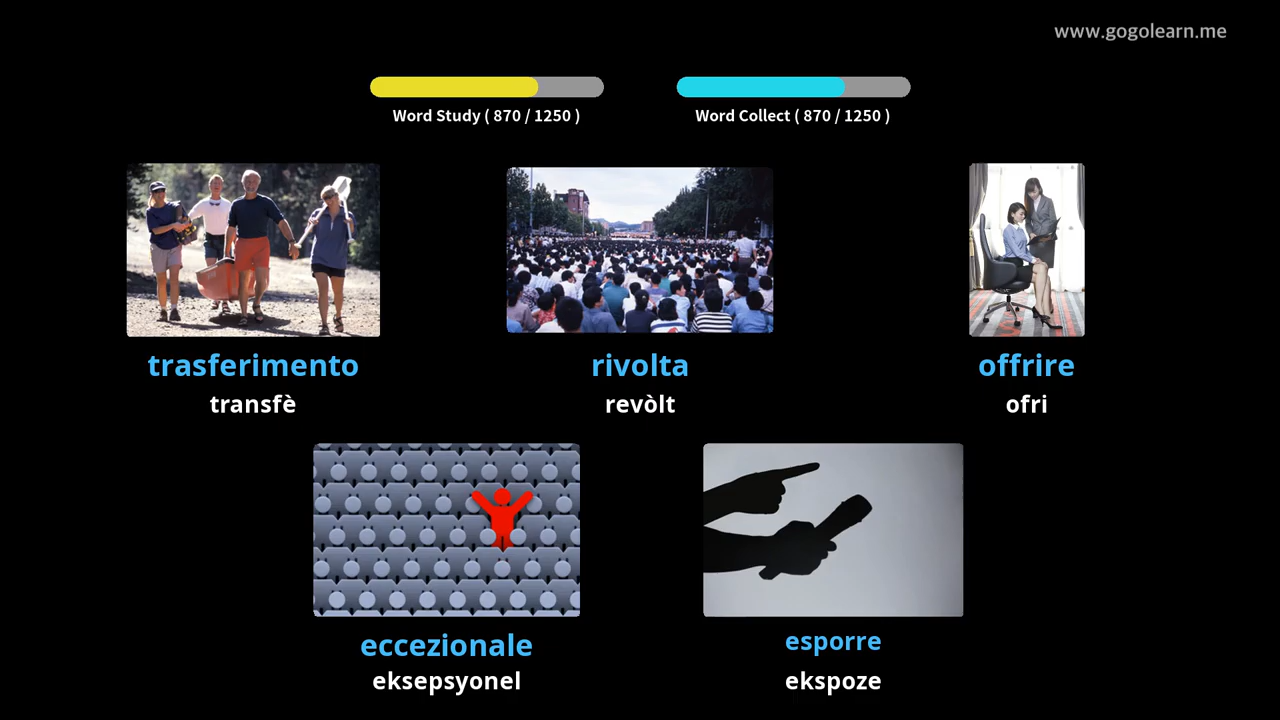 www.gogolearn.me
Word Study ( 870 / 1250 )
Word Collect ( 870 / 1250 )
trasferimento
transfè
rivolta
revòlt
offrire
ofri
eccezionale
eksepsyonel
esporre
ekspoze